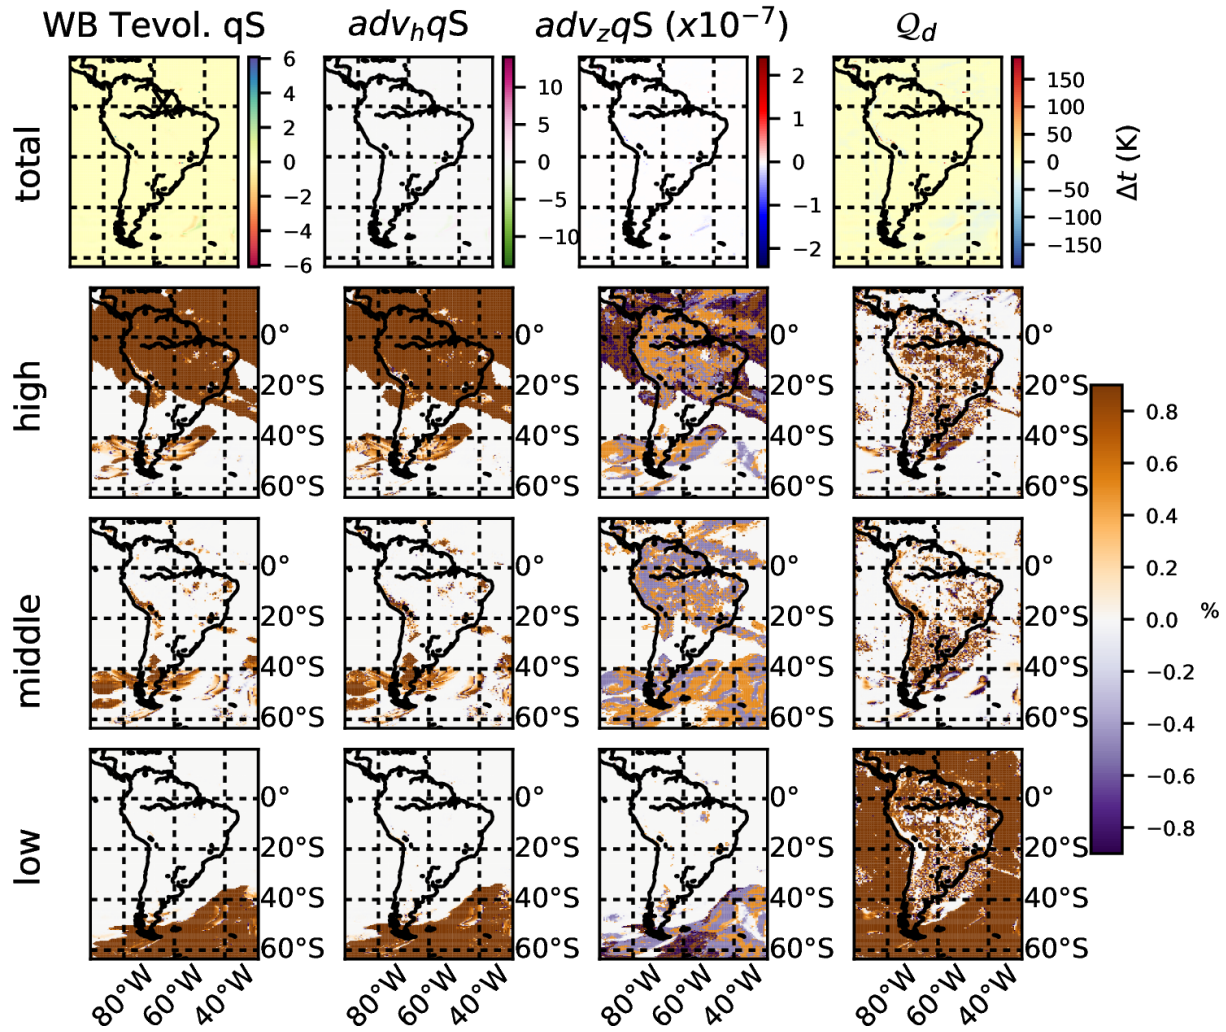 WB Tevol. qS adv_h qS adv_z qS (x10⁻⁷) 𝒬_d
total
6
4
2
0
−2
−4
−6
10
5
0
−5
−10
2
1
0
−1
−2
150
100
50
0
−50
−100
−150
Δt (K)
high
0° 0° 0° 0°
20°S 20°S 20°S 20°S
40°S 40°S 40°S 40°S
60°S 60°S 60°S 60°S
middle
0° 0° 0° 0°
20°S 20°S 20°S 20°S
40°S 40°S 40°S 40°S
60°S 60°S 60°S 60°S
low
0° 0° 0° 0°
20°S 20°S 20°S 20°S
40°S 40°S 40°S 40°S
60°S 60°S 60°S 60°S
80°W 60°W 40°W 80°W 60°W 40°W 80°W 60°W 40°W 80°W 60°W 40°W
0.8
0.6
0.4
0.2
0.0
−0.2
−0.4
−0.6
−0.8
%